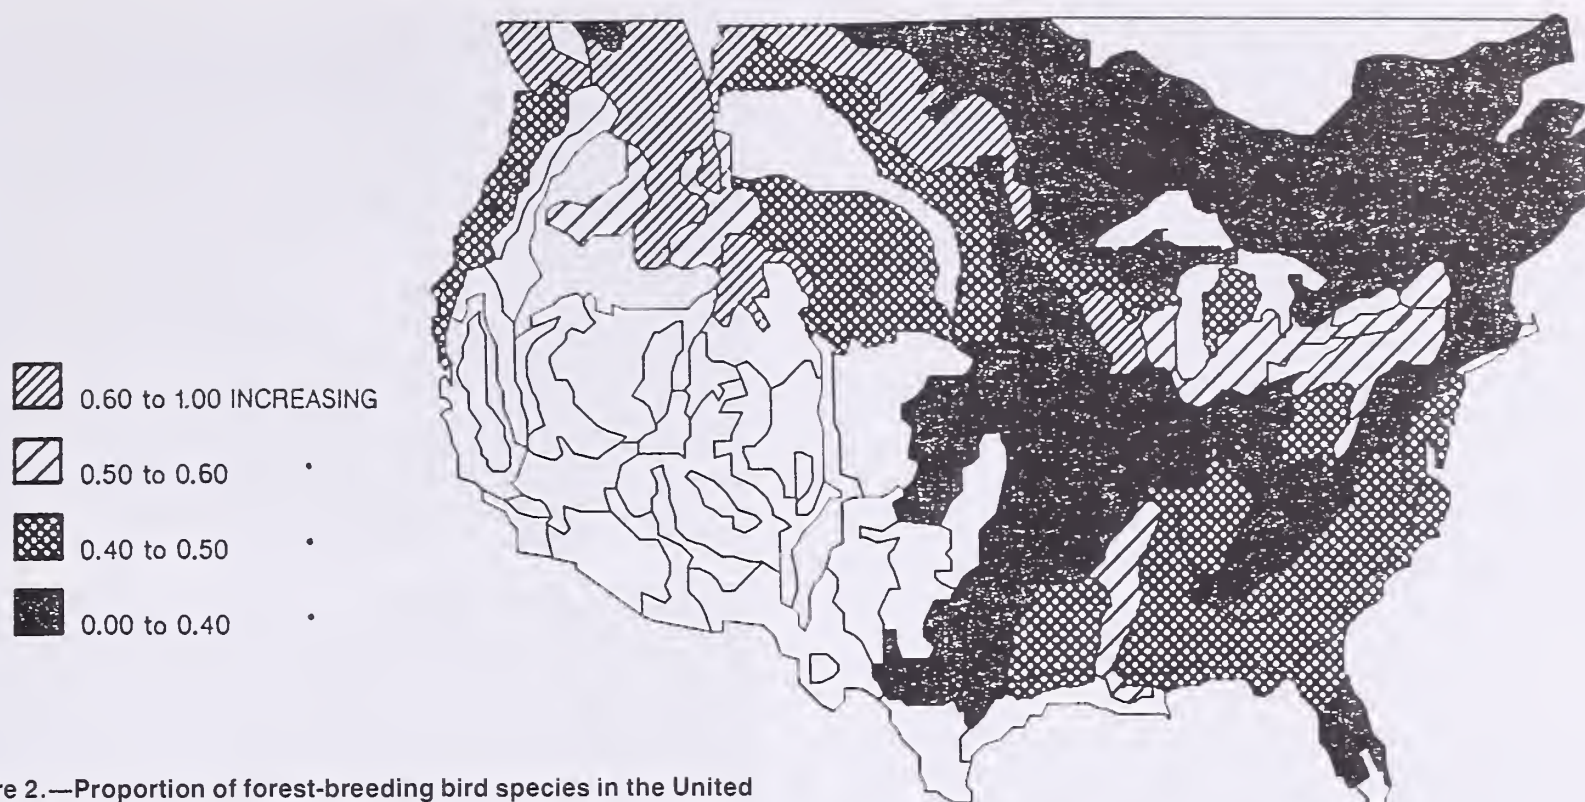 0.60 to 1.00 INCREASING
0.50 to 0.60 •
0.40 to 0.50 •
0.00 to 0.40 •
re 2.—Proportion of forest-breeding bird species in the United